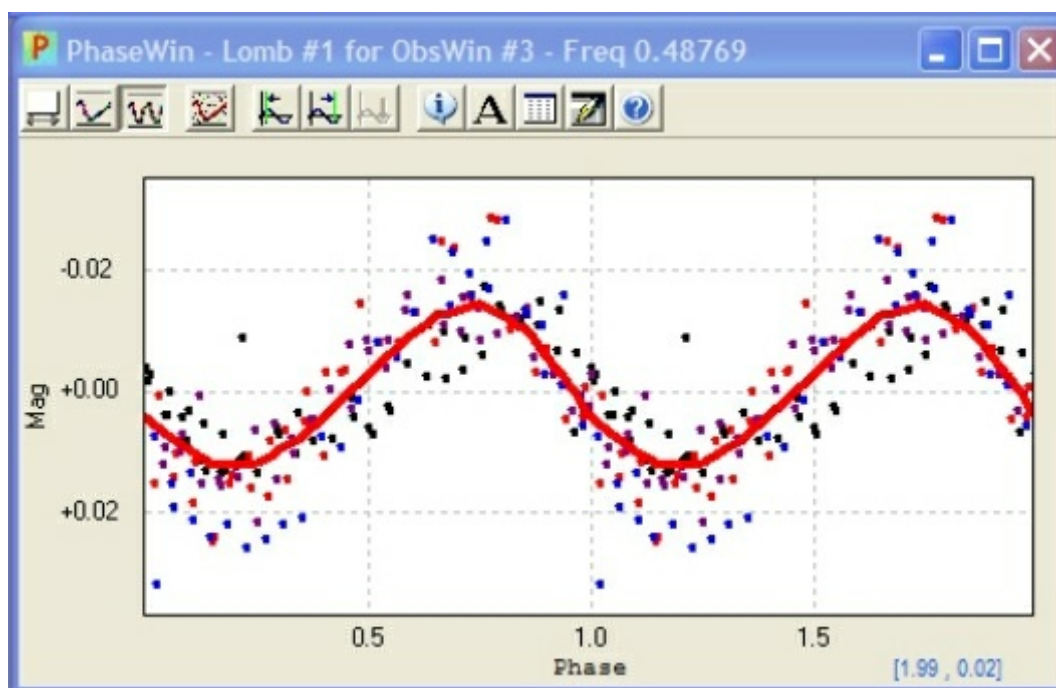 PhaseWin - Lomb #1 for ObsWin #3 - Freq 0.48769
A
-0.02
+0.00
+0.02
Mag
0.5 1.0 1.5
Phase
[1.99 , 0.02]